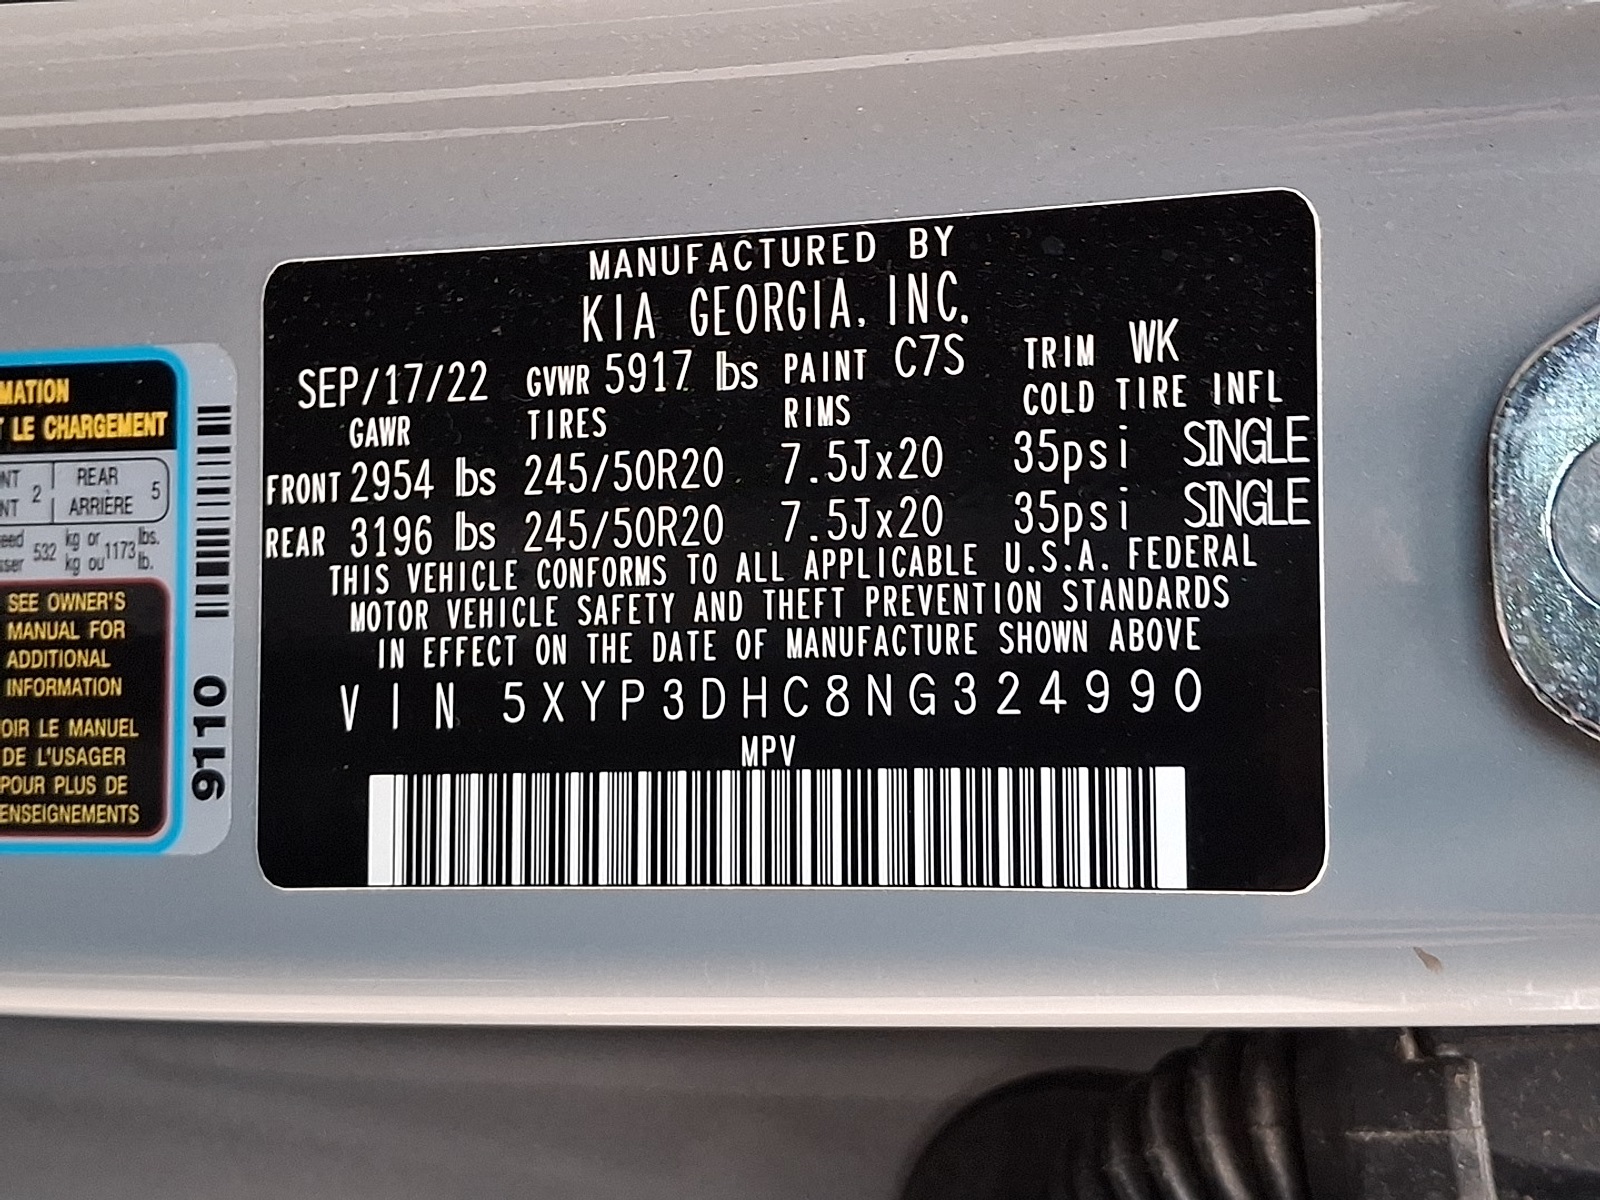 MANUFACTURED BY
KIA GEORGIA, INC.
SEP/17/22 GVWR 5917 lbs PAINT C7S TRIM WK
GAWR TIRES RIMS COLD TIRE INFL
FRONT 2954 lbs 245/50R20 7.5Jx20 35psi SINGLE
REAR 3196 lbs 245/50R20 7.5Jx20 35psi SINGLE
THIS VEHICLE CONFORMS TO ALL APPLICABLE U.S.A. FEDERAL
MOTOR VEHICLE SAFETY AND THEFT PREVENTION STANDARDS
IN EFFECT ON THE DATE OF MANUFACTURE SHOWN ABOVE
VIN 5XYP3DHC8NG324990
MPV
MATION
T LE CHARGEMENT
NT 2 REAR 5
NT ARRIÈRE
eed 532 kg or 1173 lbs.
sser kg ou lb.
SEE OWNER'S
MANUAL FOR
ADDITIONAL
INFORMATION
OIR LE MANUEL
DE L'USAGER
POUR PLUS DE
ENSEIGNEMENTS
9110